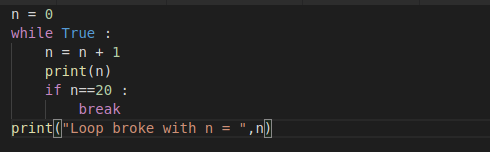 n = 0
while True :
    n = n + 1
    print(n)
    if n==20 :
        break
print("Loop broke with n = ",n)